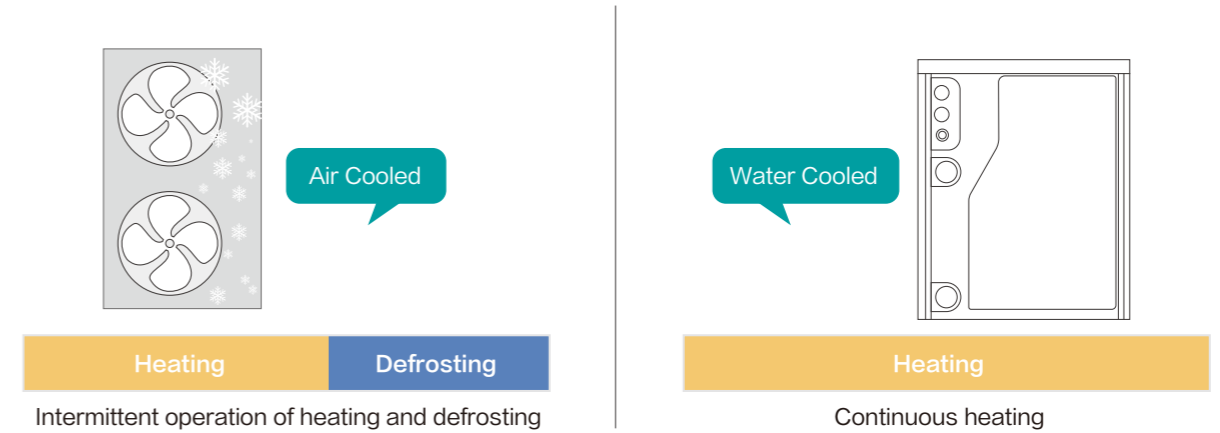 Air Cooled
Heating
Defrosting
Intermittent operation of heating and defrosting
Water Cooled
Heating
Continuous heating